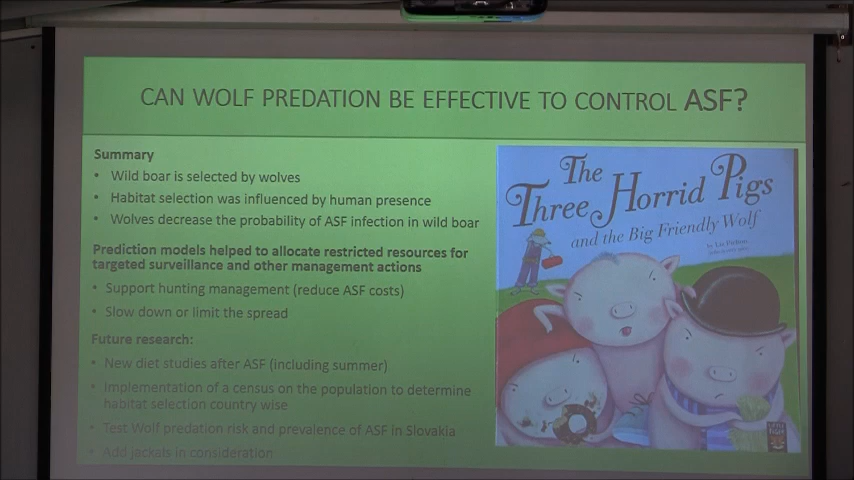 CAN WOLF PREDATION BE EFFECTIVE TO CONTROL ASF?
Summary
• Wild boar is selected by wolves
• Habitat selection was influenced by human presence
• Wolves decrease the probability of ASF infection in wild boar
Prediction models helped to allocate restricted resources for
targeted surveillance and other management actions
• Support hunting management (reduce ASF costs)
• Slow down or limit the spread
Future research:
• New diet studies after ASF (including summer)
• Implementation of a census on the population to determine
habitat selection country wise
• Test Wolf predation risk and prevalence of ASF in Slovakia
• Add jackals in consideration
The
Three Horrid Pigs
and the Big Friendly Wolf